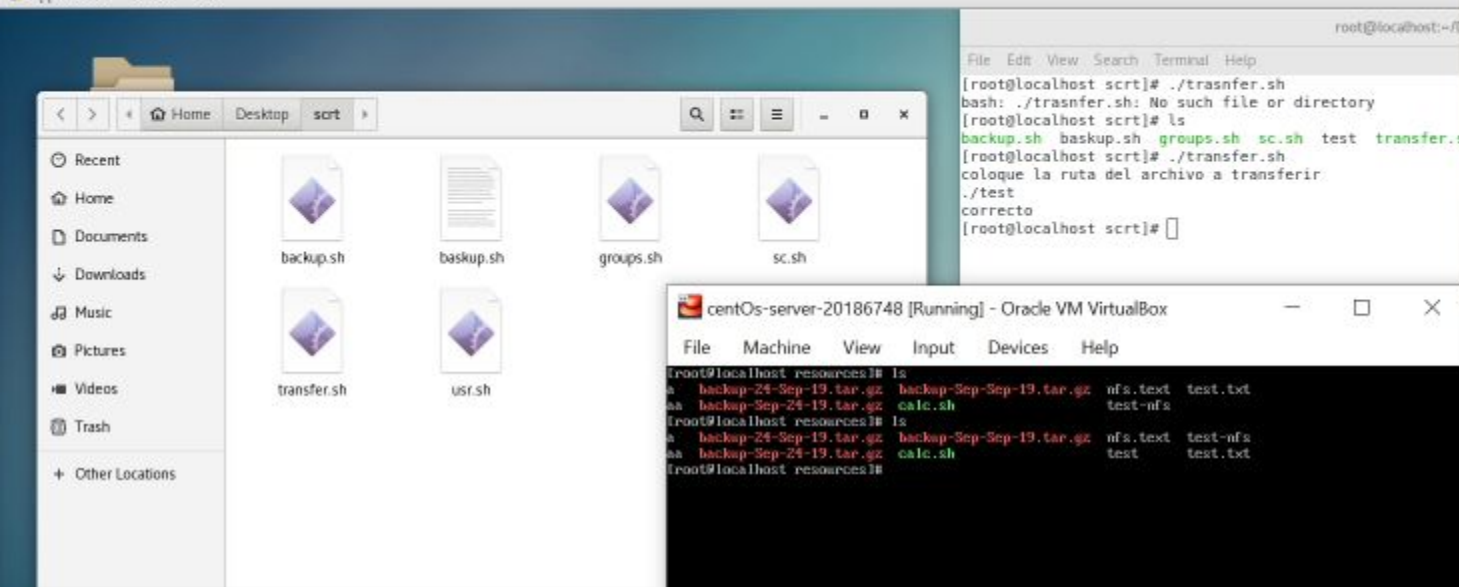 Home Desktop scrt
Recent
Home
Documents
Downloads
Music
Pictures
Videos
Trash
+ Other Locations
backup.sh baskup.sh groups.sh sc.sh
transfer.sh usr.sh
root@localhost:~/
File Edit View Search Terminal Help
[root@localhost scrt]# ./trasnfer.sh
bash: ./trasnfer.sh: No such file or directory
[root@localhost scrt]# ls
backup.sh baskup.sh groups.sh sc.sh test transfer.s
[root@localhost scrt]# ./transfer.sh
coloque la ruta del archivo a transferir
./test
correcto
[root@localhost scrt]#
centOs-server-20186748 [Running] - Oracle VM VirtualBox
File Machine View Input Devices Help
[root@localhost resources]# ls
a backup-24-Sep-19.tar.gz backup-Sep-Sep-19.tar.gz nfs.text test.txt
aa backup-Sep-24-19.tar.gz calc.sh test-nfs
[root@localhost resources]# ls
a backup-24-Sep-19.tar.gz backup-Sep-Sep-19.tar.gz nfs.text test-nfs
aa backup-Sep-24-19.tar.gz calc.sh test test.txt
[root@localhost resources]#